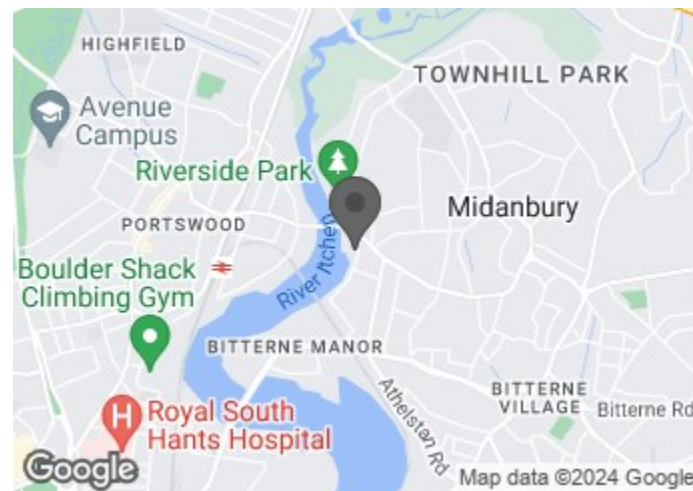 HIGHFIELD
TOWNHILL PARK
Avenue
Campus
Riverside Park
Midanbury
PORTSWOOD
River Itchen
Boulder Shack
Climbing Gym
BITTERNE MANOR
Athelstan Rd
BITTERNE
VILLAGE
Bitterne Rd
H
Royal South
Hants Hospital
Google
Map data ©2024 Google